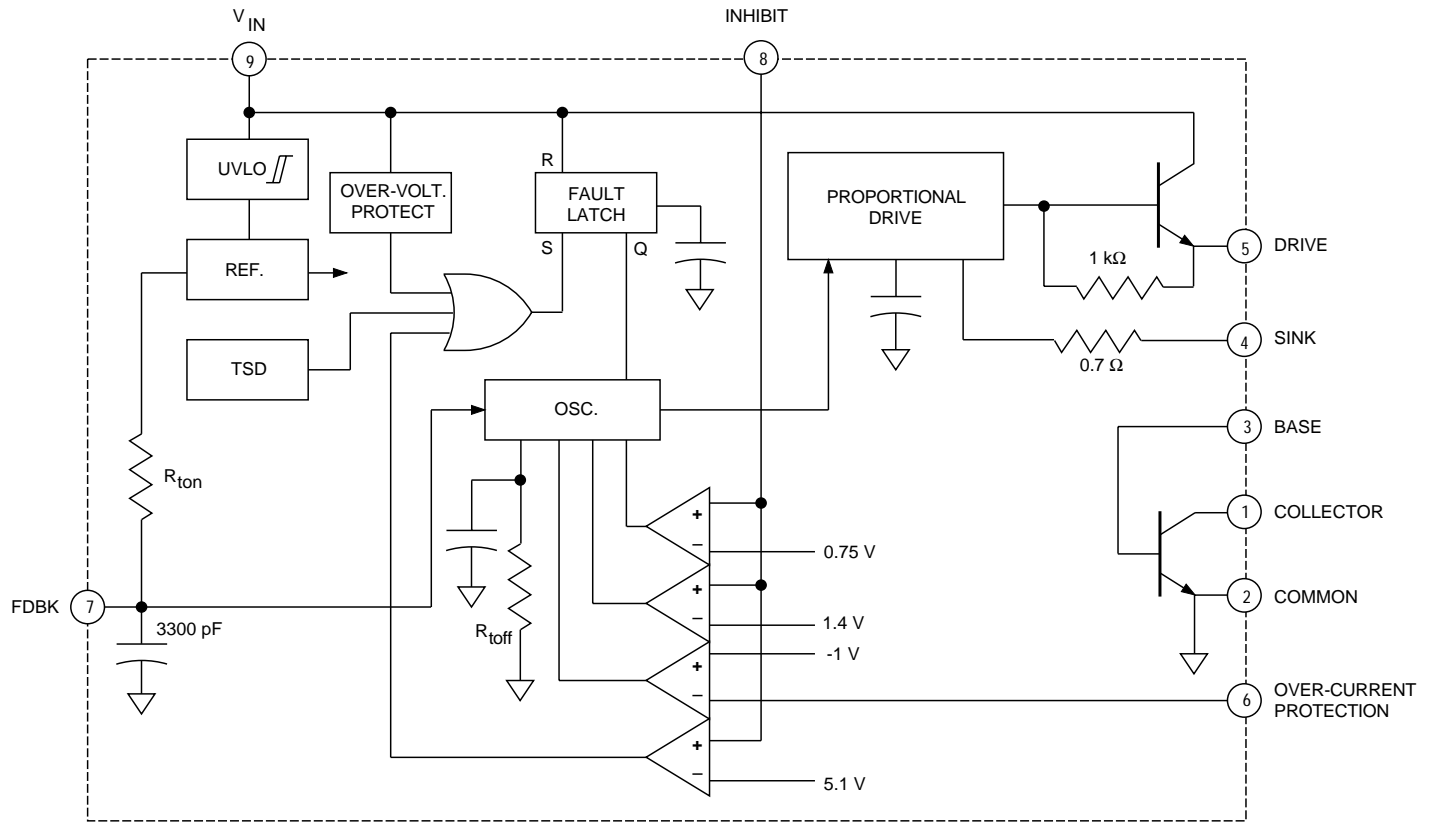 V IN
INHIBIT
9
8
UVLO
OVER-VOLT.
PROTECT
R
FAULT
LATCH
S
Q
PROPORTIONAL
DRIVE
REF.
1 kΩ
5
DRIVE
TSD
0.7 Ω
4
SINK
OSC.
3
BASE
Rton
+
−
0.75 V
1
COLLECTOR
FDBK
7
3300 pF
Rtoff
+
−
1.4 V
2
COMMON
-1 V
+
−
6
OVER-CURRENT
PROTECTION
+
−
5.1 V